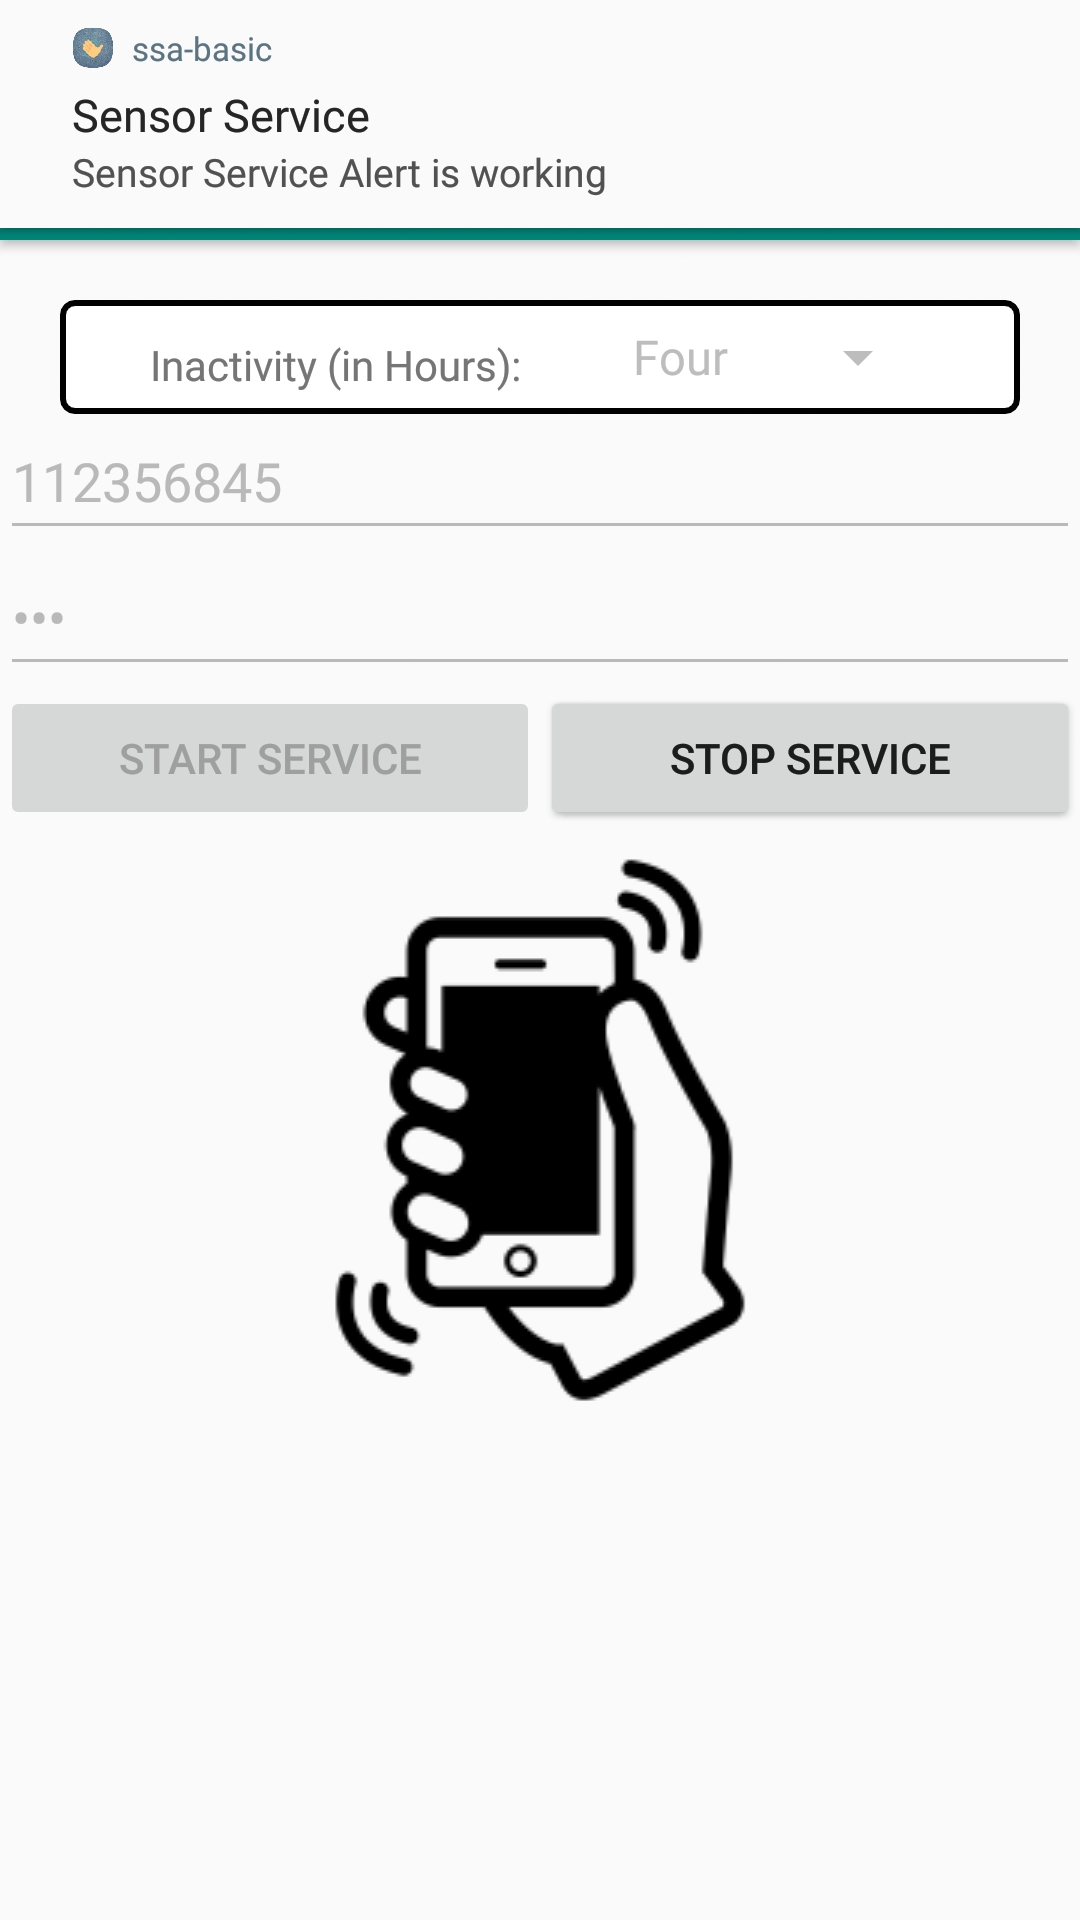 ssa-basic
Sensor Service
Sensor Service Alert is working
Inactivity (in Hours): Four
112356845
•••
START SERVICE STOP SERVICE